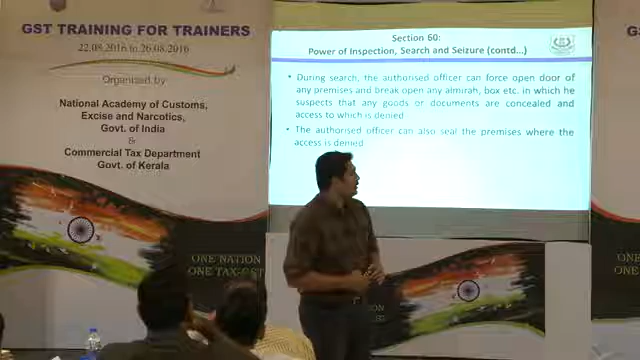 GST TRAINING FOR TRAINERS
22.08.2016 to 26.08.2016
Organised by
National Academy of Customs,
Excise and Narcotics,
Govt. of India
&
Commercial Tax Department
Govt. of Kerala
ONE NATION
ONE TAX-GST
Section 60:
Power of Inspection, Search and Seizure (contd...)
• During search, the authorised officer can force open door of
any premises and break open any almirah, box etc. in which he
suspects that any goods or documents are concealed and
access to which is denied
• The authorised officer can also seal the premises where the
access is denied